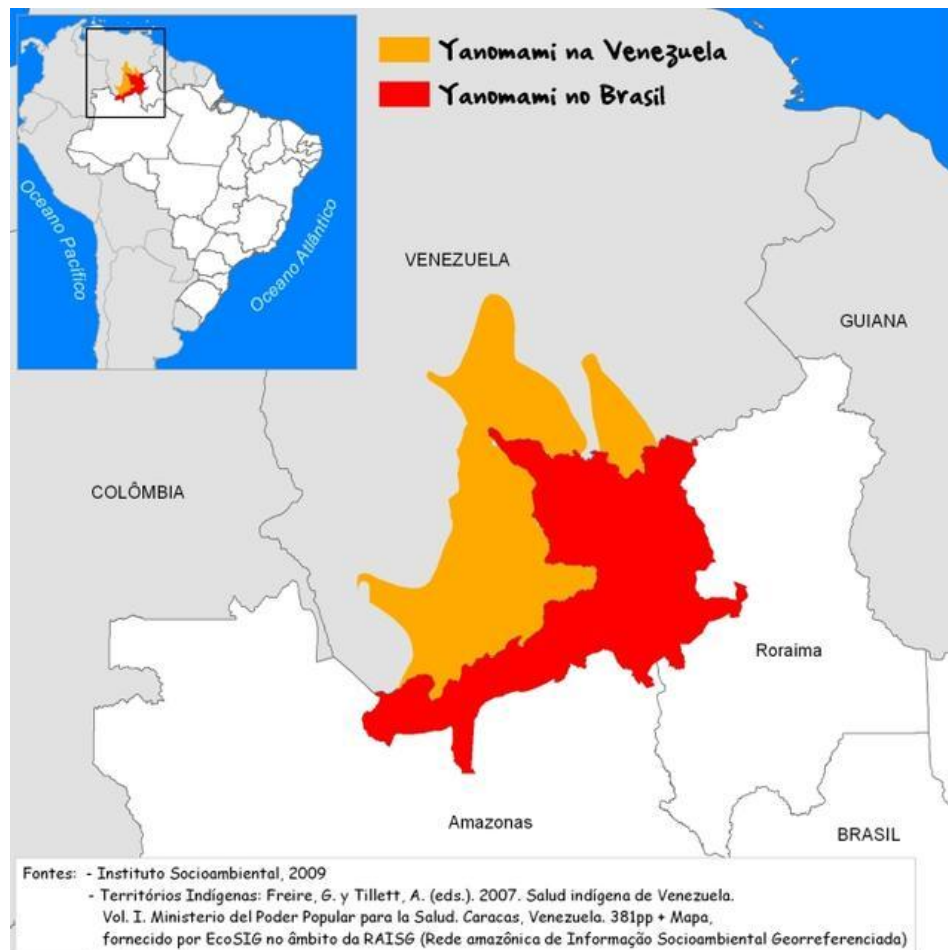 Yanomami na Venezuela
Yanomami no Brasil
Oceano Pacífico
Oceano Atlântico
VENEZUELA
GUIANA
COLÔMBIA
Roraima
Amazonas
BRASIL
Fontes: - Instituto Socioambiental, 2009
- Territórios Indígenas: Freire, G. y Tillett, A. (eds.). 2007. Salud indígena de Venezuela.
Vol. I. Ministerio del Poder Popular para la Salud. Caracas, Venezuela. 381pp + Mapa,
fornecido por EcoSIG no âmbito da RAISG (Rede amazônica de Informação Socioambiental Georreferenciada)